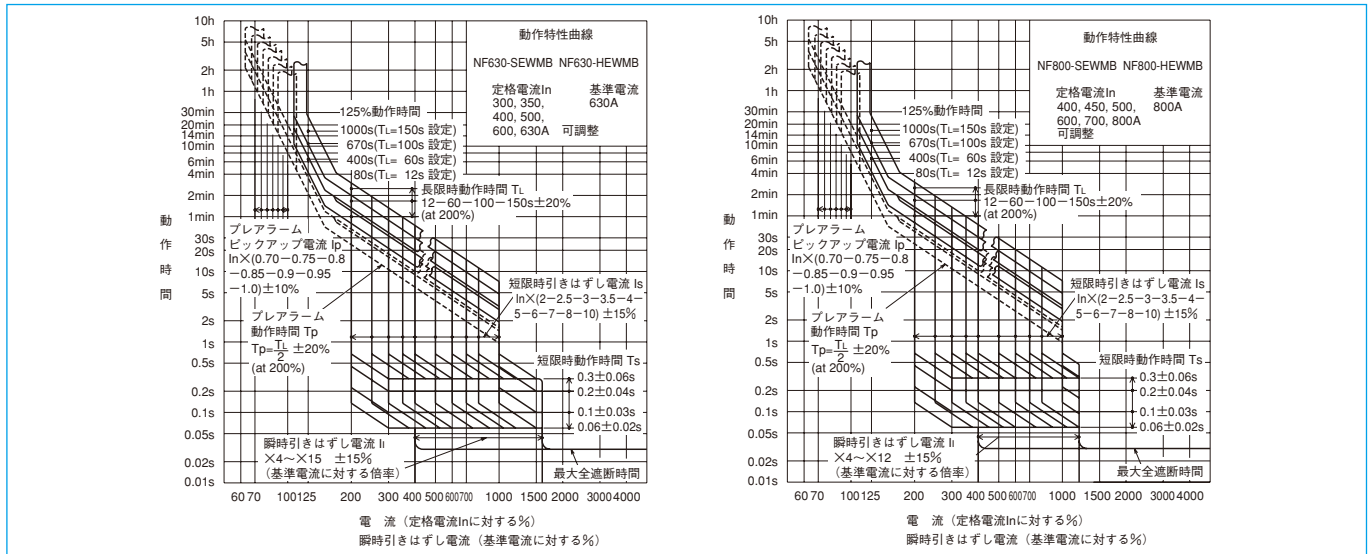 動作特性曲線
NF630-SEWMB NF630-HEWMB
定格電流In 基準電流
300, 350, 630A
400, 500,
600, 630A 可調整
125%動作時間
1000s(TL=150s 設定)
670s(TL=100s 設定)
400s(TL= 60s 設定)
80s(TL= 12s 設定)
長限時動作時間 TL
12−60−100−150s±20%
(at 200%)
プレアラーム
ピックアップ電流 Ip
In×(0.70−0.75−0.8
−0.85−0.9−0.95
−1.0)±10%
短限時引きはずし電流 Is
In×(2−2.5−3−3.5−4−
5−6−7−8−10) ±15%
プレアラーム
動作時間 Tp
Tp=TL/2 ±20%
(at 200%)
短限時動作時間 Ts
0.3±0.06s
0.2±0.04s
0.1±0.03s
0.06±0.02s
瞬時引きはずし電流 Ii
×4〜×15 ±15%
(基準電流に対する倍率)
最大全遮断時間
動作時間
10h
5h
2h
1h
30min
20min
14min
10min
6min
4min
2min
1min
30s
20s
10s
5s
2s
1s
0.5s
0.2s
0.1s
0.05s
0.02s
0.01s
60 70 100 125 200 300 400 500 600 700 1000 1500 2000 3000 4000
電 流(定格電流Inに対する%)
瞬時引きはずし電流(基準電流に対する%)
動作特性曲線
NF800-SEWMB NF800-HEWMB
定格電流In 基準電流
400, 450, 500, 800A
600, 700, 800A
可調整
125%動作時間
1000s(TL=150s 設定)
670s(TL=100s 設定)
400s(TL= 60s 設定)
80s(TL= 12s 設定)
長限時動作時間 TL
12−60−100−150s±20%
(at 200%)
プレアラーム
ピックアップ電流 Ip
In×(0.70−0.75−0.8
−0.85−0.9−0.95
−1.0)±10%
短限時引きはずし電流 Is
In×(2−2.5−3−3.5−4−
5−6−7−8−10) ±15%
プレアラーム
動作時間 Tp
Tp=TL/2 ±20%
(at 200%)
短限時動作時間 Ts
0.3±0.06s
0.2±0.04s
0.1±0.03s
0.06±0.02s
瞬時引きはずし電流 Ii
×4〜×12 ±15%
(基準電流に対する倍率)
最大全遮断時間
動作時間
10h
5h
2h
1h
30min
20min
14min
10min
6min
4min
2min
1min
30s
20s
10s
5s
2s
1s
0.5s
0.2s
0.1s
0.05s
0.02s
0.01s
60 70 100 125 200 300 400 500 600 700 1000 1500 2000 3000 4000
電 流(定格電流Inに対する%)
瞬時引きはずし電流(基準電流に対する%)